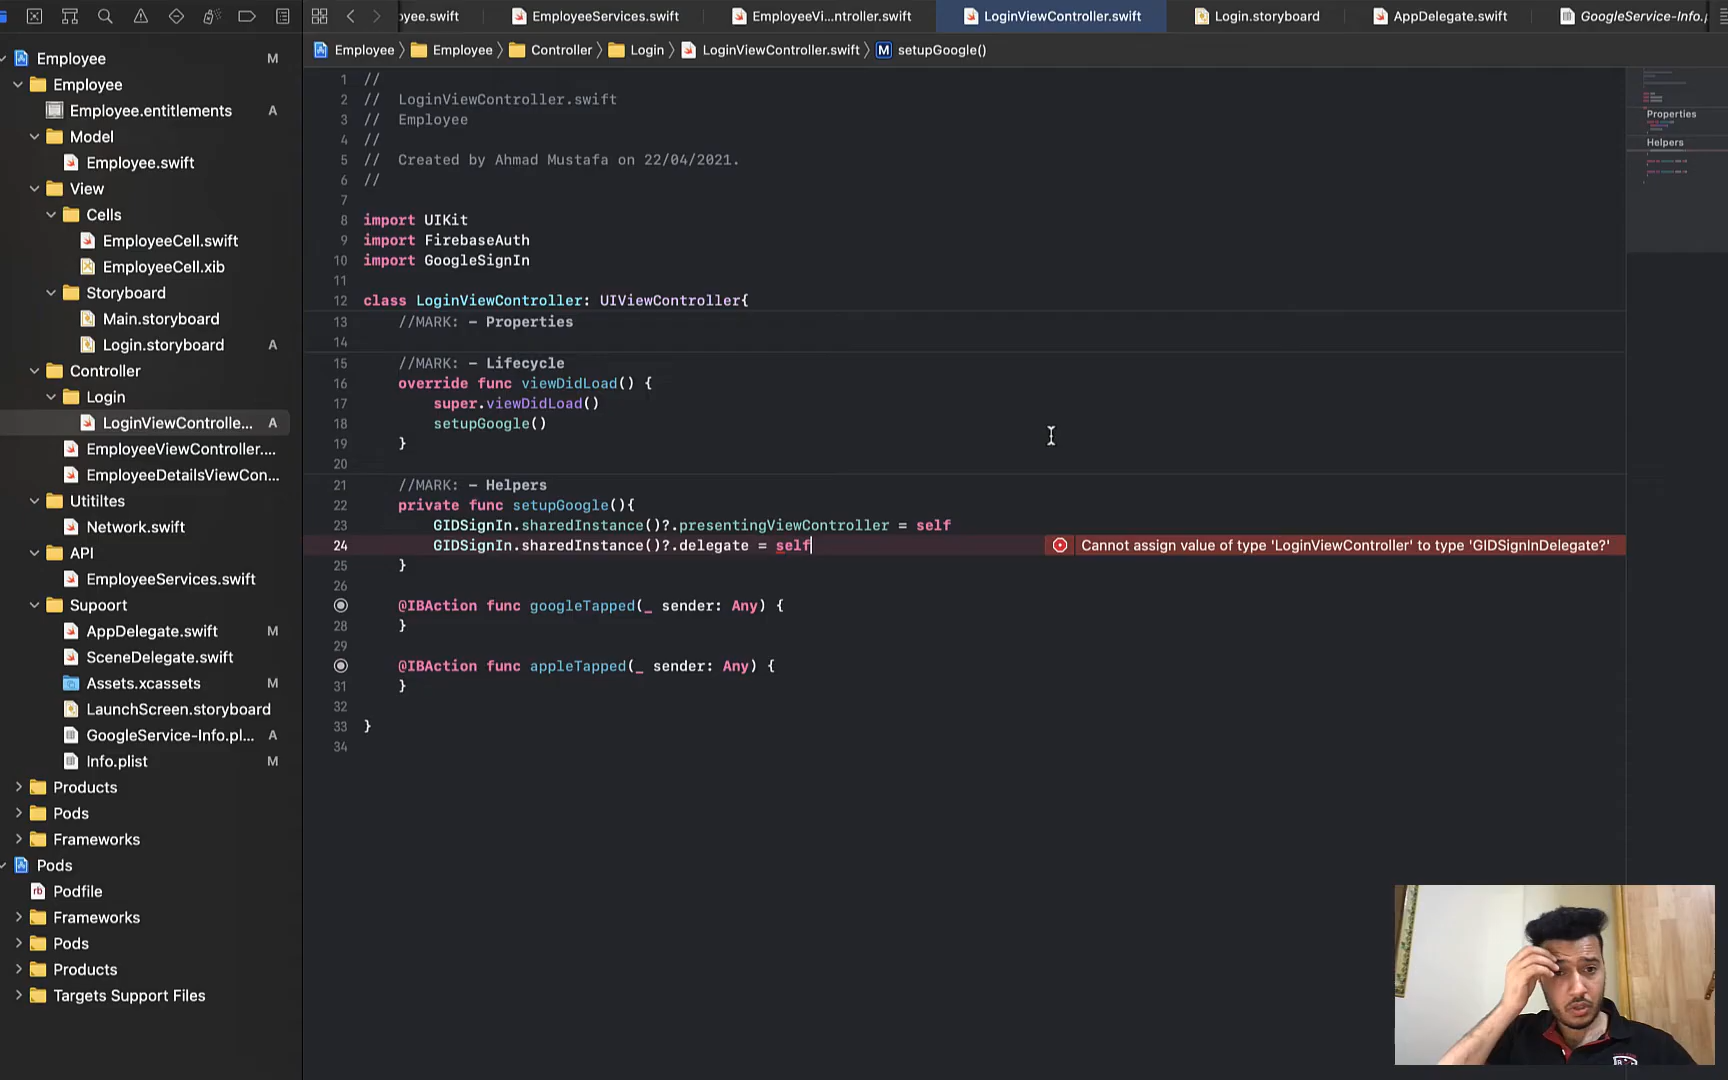 oyee.swift
EmployeeServices.swift
EmployeeVi...ntroller.swift
LoginViewController.swift
Login.storyboard
AppDelegate.swift
GoogleService-Info.p
Employee
Employee
Controller
Login
LoginViewController.swift
M setupGoogle()
Employee M
Employee
Employee.entitlements A
Model
Employee.swift
View
Cells
EmployeeCell.swift
EmployeeCell.xib
Storyboard
Main.storyboard
Login.storyboard A
Controller
Login
LoginViewControlle... A
EmployeeViewController....
EmployeeDetailsViewCon...
Utitiltes
Network.swift
API
EmployeeServices.swift
Supoort
AppDelegate.swift M
SceneDelegate.swift
Assets.xcassets M
LaunchScreen.storyboard
GoogleService-Info.pl... A
Info.plist M
Products
Pods
Frameworks
Pods
Podfile
Frameworks
Pods
Products
Targets Support Files
1 //
2 // LoginViewController.swift
3 // Employee
4 //
5 // Created by Ahmad Mustafa on 22/04/2021.
6 //
7
8 import UIKit
9 import FirebaseAuth
10 import GoogleSignIn
11
12 class LoginViewController: UIViewController{
13 //MARK: - Properties
14
15 //MARK: - Lifecycle
16 override func viewDidLoad() {
17 super.viewDidLoad()
18 setupGoogle()
19 }
20
21 //MARK: - Helpers
22 private func setupGoogle(){
23 GIDSignIn.sharedInstance()?.presentingViewController = self
24 GIDSignIn.sharedInstance()?.delegate = self
Cannot assign value of type 'LoginViewController' to type 'GIDSignInDelegate?'
25 }
26
@IBAction func googleTapped(_ sender: Any) {
28 }
29
@IBAction func appleTapped(_ sender: Any) {
31 }
32
33 }
34
Properties
Helpers